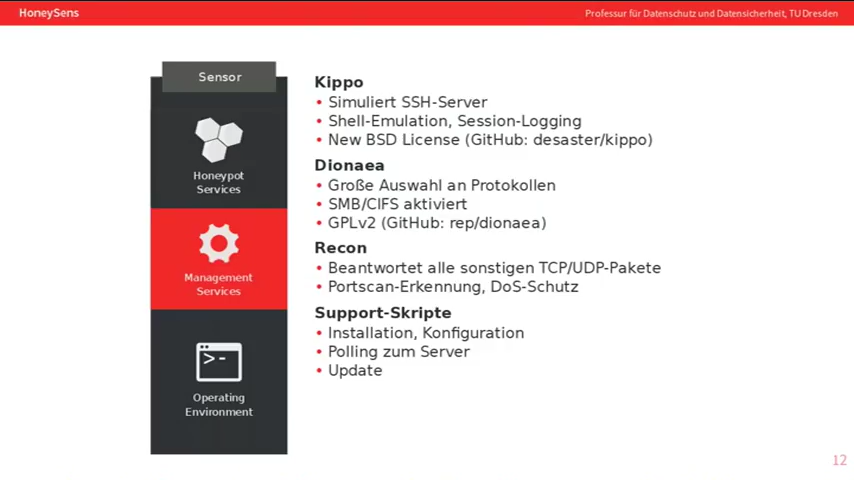 HoneySens
Professur für Datenschutz und Datensicherheit, TU Dresden
Sensor
Honeypot
Services
Management
Services
>-
Operating
Environment
Kippo
• Simuliert SSH-Server
• Shell-Emulation, Session-Logging
• New BSD License (GitHub: desaster/kippo)
Dionaea
• Große Auswahl an Protokollen
• SMB/CIFS aktiviert
• GPLv2 (GitHub: rep/dionaea)
Recon
• Beantwortet alle sonstigen TCP/UDP-Pakete
• Portscan-Erkennung, DoS-Schutz
Support-Skripte
• Installation, Konfiguration
• Polling zum Server
• Update
12